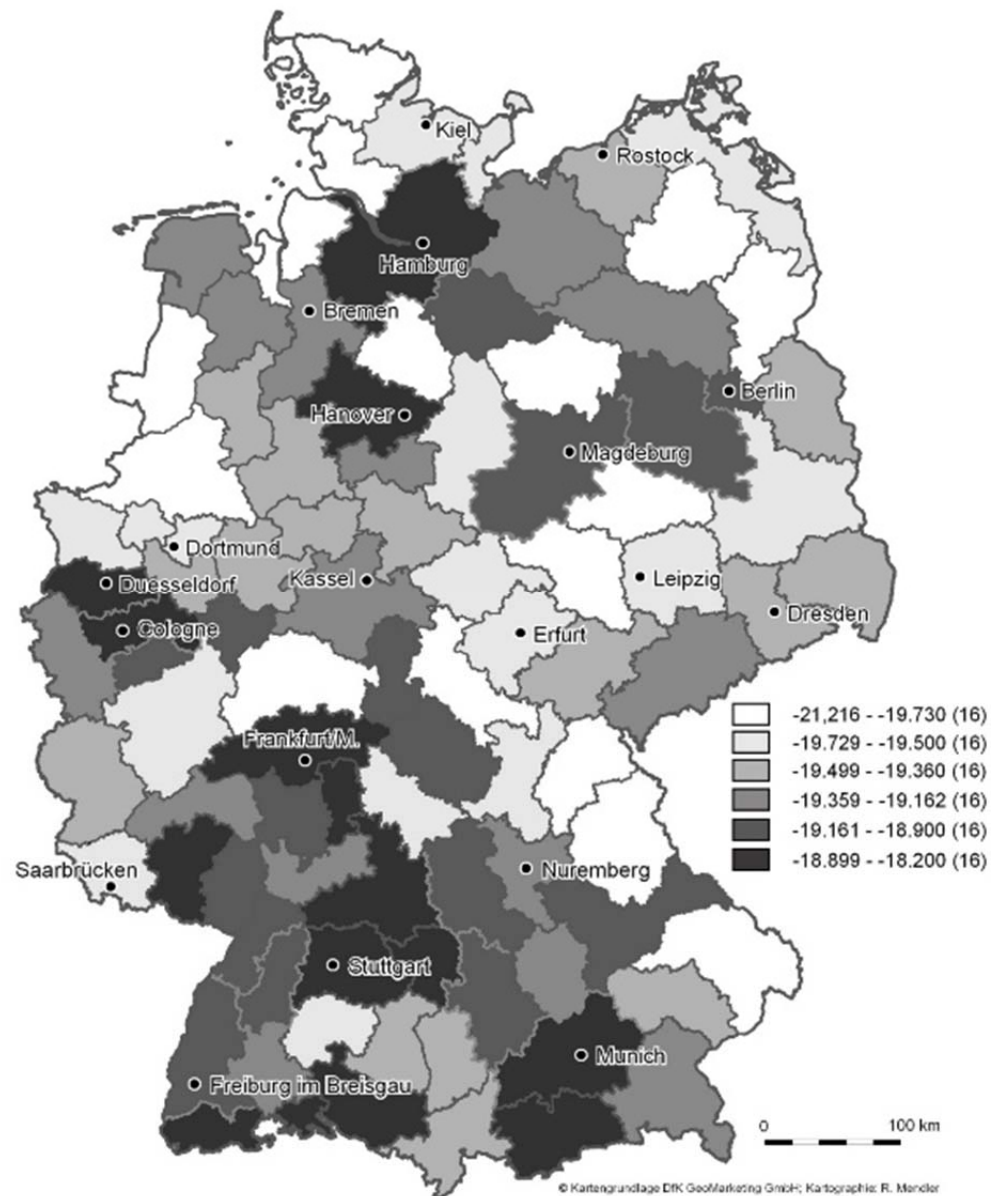 Kiel
Rostock
Hamburg
Bremen
Berlin
Hanover
Magdeburg
Dortmund
Duesseldorf
Kassel
Leipzig
Cologne
Erfurt
Dresden
-21,216 - -19.730 (16)
Frankfurt/M.
-19.729 - -19.500 (16)
-19.499 - -19.360 (16)
-19.359 - -19.162 (16)
-19.161 - -18.900 (16)
-18.899 - -18.200 (16)
Saarbrücken
Nuremberg
Stuttgart
Munich
Freiburg im Breisgau
0 100 km
© Kartengrundlage DfK GeoMarketing GmbH; Kartographie: R. Mendler